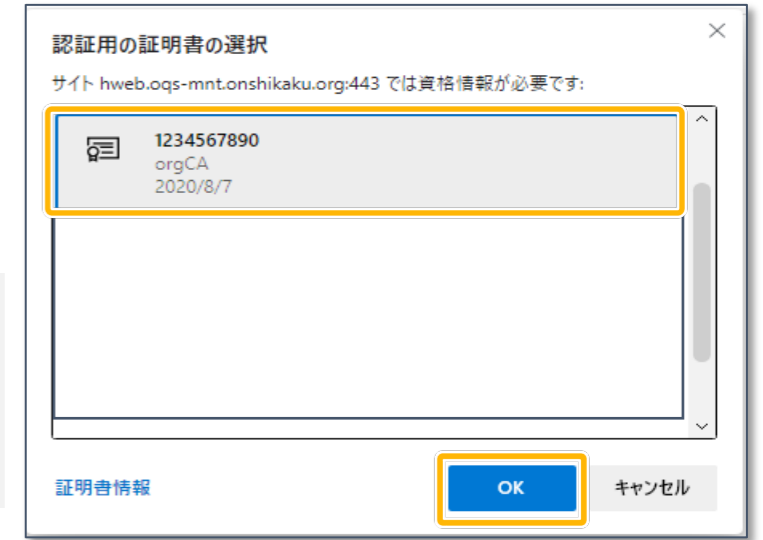 認証用の証明書の選択
サイト hweb.oqs-mnt.onshikaku.org:443 では資格情報が必要です:
1234567890
orgCA
2020/8/7
証明書情報
OK
キャンセル